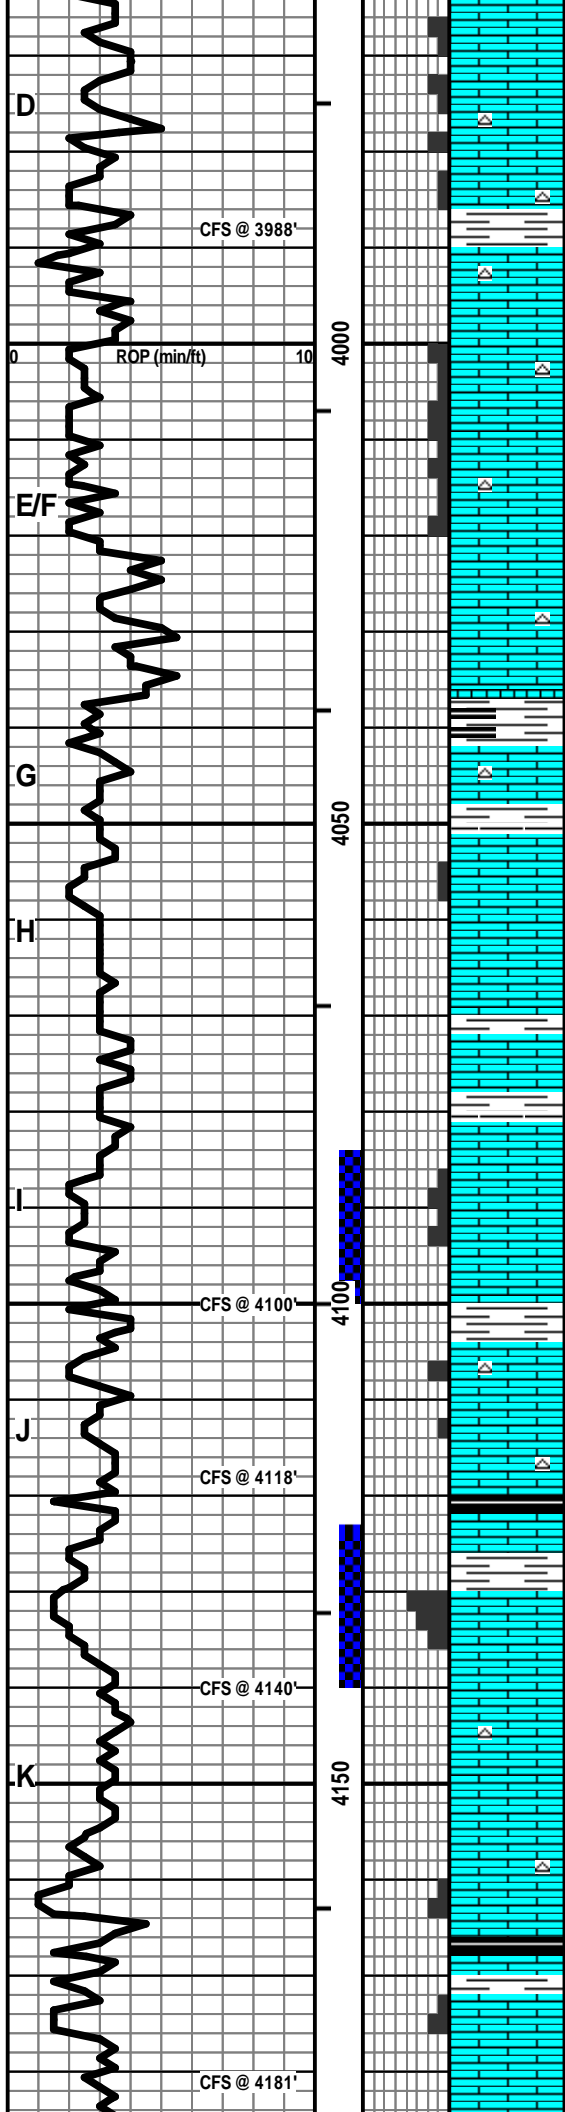 D
CFS @ 3988'
0 ROP (min/ft) 10
4000
E/F
G
4050
H
I
CFS @ 4100'
4100
J
CFS @ 4118'
CFS @ 4140'
K
4150
CFS @ 4181'